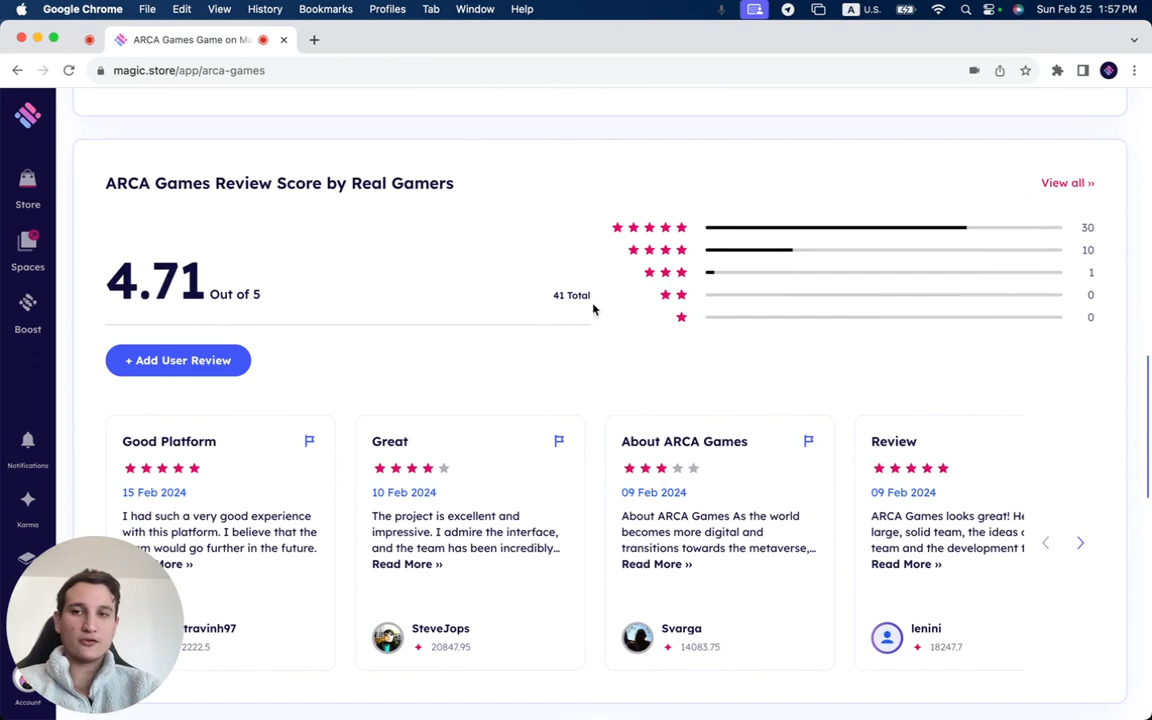 Google Chrome File Edit View History Bookmarks Profiles Tab Window Help A U.S. Sun Feb 25 1:57 PM
ARCA Games Game on Ma
magic.store/app/arca-games
Store
Spaces
Boost
Notifications
Karma
Account
ARCA Games Review Score by Real Gamers
View all ››
4.71 Out of 5
41 Total
30
10
1
0
0
+ Add User Review
Good Platform
15 Feb 2024
I had such a very good experience
with this platform. I believe that the
would go further in the future.
More ››
travinh97
2222.5
Great
10 Feb 2024
The project is excellent and
impressive. I admire the interface,
and the team has been incredibly...
Read More ››
SteveJops
20847.95
About ARCA Games
09 Feb 2024
About ARCA Games As the world
becomes more digital and
transitions towards the metaverse,...
Read More ››
Svarga
14083.75
Review
09 Feb 2024
ARCA Games looks great! He
large, solid team, the ideas
team and the development
Read More ››
lenini
18247.7